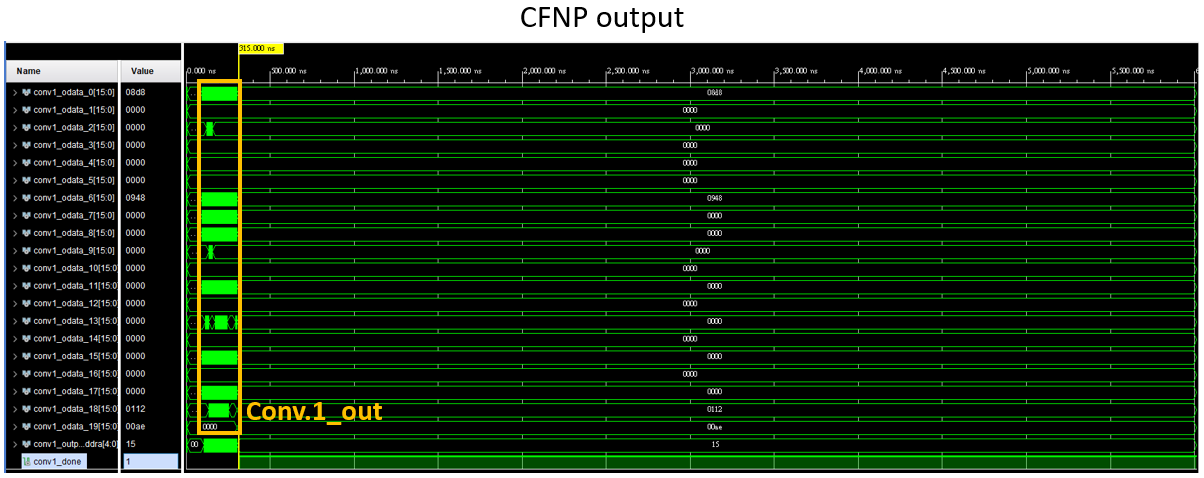 CFNP output
315.000 ns
Name Value 0.000 ns 500.000 ns 1,000.000 ns 1,500.000 ns 2,000.000 ns 2,500.000 ns 3,000.000 ns 3,500.000 ns 4,000.000 ns 4,500.000 ns 5,000.000 ns 5,500.000 ns
conv1_odata_0[15:0] 08d8 08d8
conv1_odata_1[15:0] 0000 0000
conv1_odata_2[15:0] 0000 0000
conv1_odata_3[15:0] 0000 0000
conv1_odata_4[15:0] 0000 0000
conv1_odata_5[15:0] 0000 0000
conv1_odata_6[15:0] 0948 0948
conv1_odata_7[15:0] 0000 0000
conv1_odata_8[15:0] 0000 0000
conv1_odata_9[15:0] 0000 0000
conv1_odata_10[15:0] 0000 0000
conv1_odata_11[15:0] 0000 0000
conv1_odata_12[15:0] 0000 0000
conv1_odata_13[15:0] 0000 0000
conv1_odata_14[15:0] 0000 0000
conv1_odata_15[15:0] 0000 0000
conv1_odata_16[15:0] 0000 0000
conv1_odata_17[15:0] 0000 0000
conv1_odata_18[15:0] 0112 Conv.1_out 0112
conv1_odata_19[15:0] 00ae 0000 00ae
conv1_outp...ddra[4:0] 15 00 15
conv1_done 1